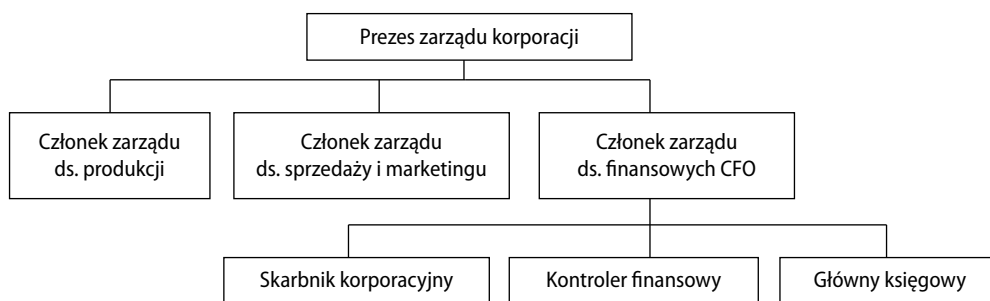 Prezes zarządu korporacji
Członek zarządu
ds. produkcji
Członek zarządu
ds. sprzedaży i marketingu
Członek zarządu
ds. finansowych CFO
Skarbnik korporacyjny
Kontroler finansowy
Główny księgowy